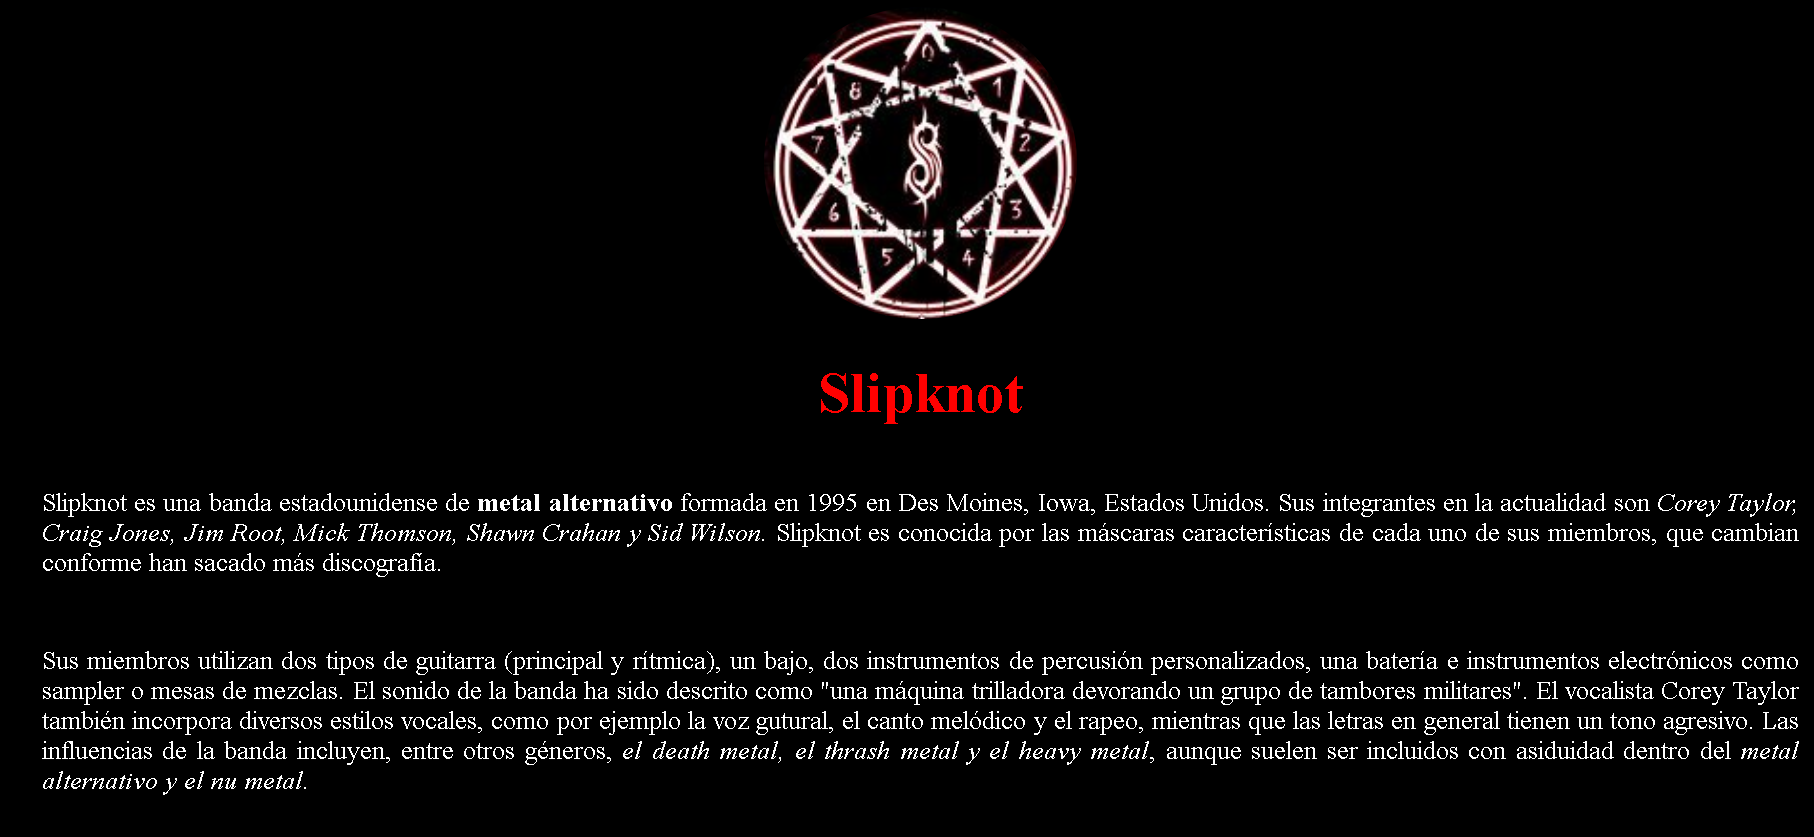 0
8 1
7 2
6 3
5 4
Slipknot
Slipknot es una banda estadounidense de metal alternativo formada en 1995 en Des Moines, Iowa, Estados Unidos. Sus integrantes en la actualidad son Corey Taylor,
Craig Jones, Jim Root, Mick Thomson, Shawn Crahan y Sid Wilson. Slipknot es conocida por las máscaras características de cada uno de sus miembros, que cambian
conforme han sacado más discografía.
Sus miembros utilizan dos tipos de guitarra (principal y rítmica), un bajo, dos instrumentos de percusión personalizados, una batería e instrumentos electrónicos como
sampler o mesas de mezclas. El sonido de la banda ha sido descrito como "una máquina trilladora devorando un grupo de tambores militares". El vocalista Corey Taylor
también incorpora diversos estilos vocales, como por ejemplo la voz gutural, el canto melódico y el rapeo, mientras que las letras en general tienen un tono agresivo. Las
influencias de la banda incluyen, entre otros géneros, el death metal, el thrash metal y el heavy metal, aunque suelen ser incluidos con asiduidad dentro del metal
alternativo y el nu metal.